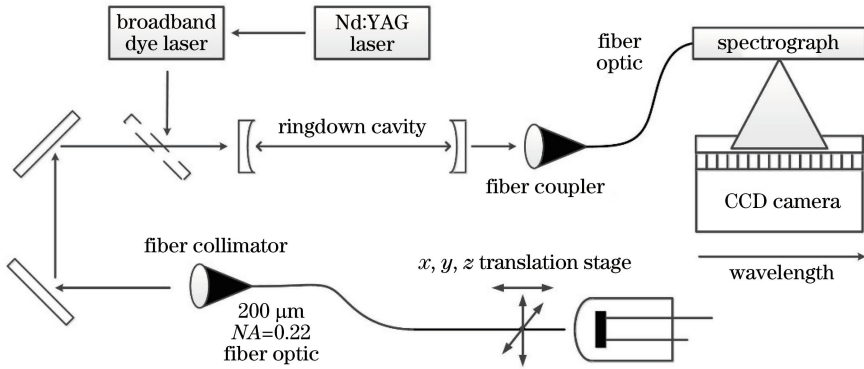 broadband
dye laser
Nd:YAG
laser
fiber
optic
spectrograph
ringdown cavity
fiber coupler
CCD camera
wavelength
fiber collimator
x, y, z translation stage
200 μm
NA=0.22
fiber optic